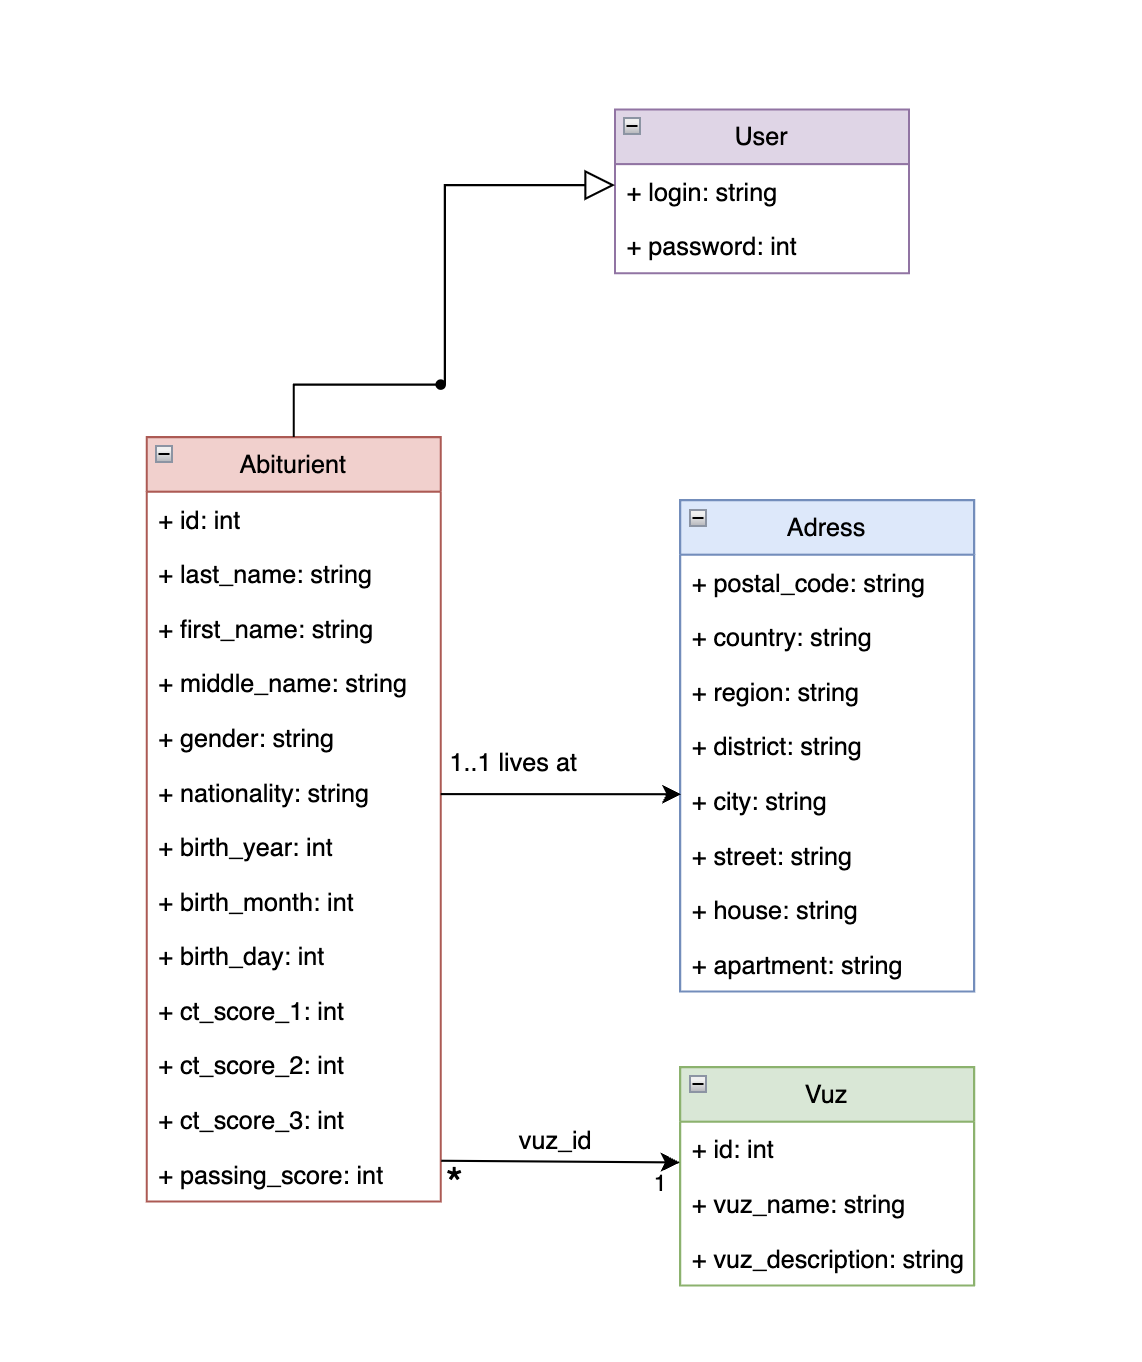 User
+ login: string
+ password: int
Abiturient
+ id: int
+ last_name: string
+ first_name: string
+ middle_name: string
+ gender: string
+ nationality: string
+ birth_year: int
+ birth_month: int
+ birth_day: int
+ ct_score_1: int
+ ct_score_2: int
+ ct_score_3: int
+ passing_score: int
1..1 lives at
Adress
+ postal_code: string
+ country: string
+ region: string
+ district: string
+ city: string
+ street: string
+ house: string
+ apartment: string
vuz_id
*
1
Vuz
+ id: int
+ vuz_name: string
+ vuz_description: string